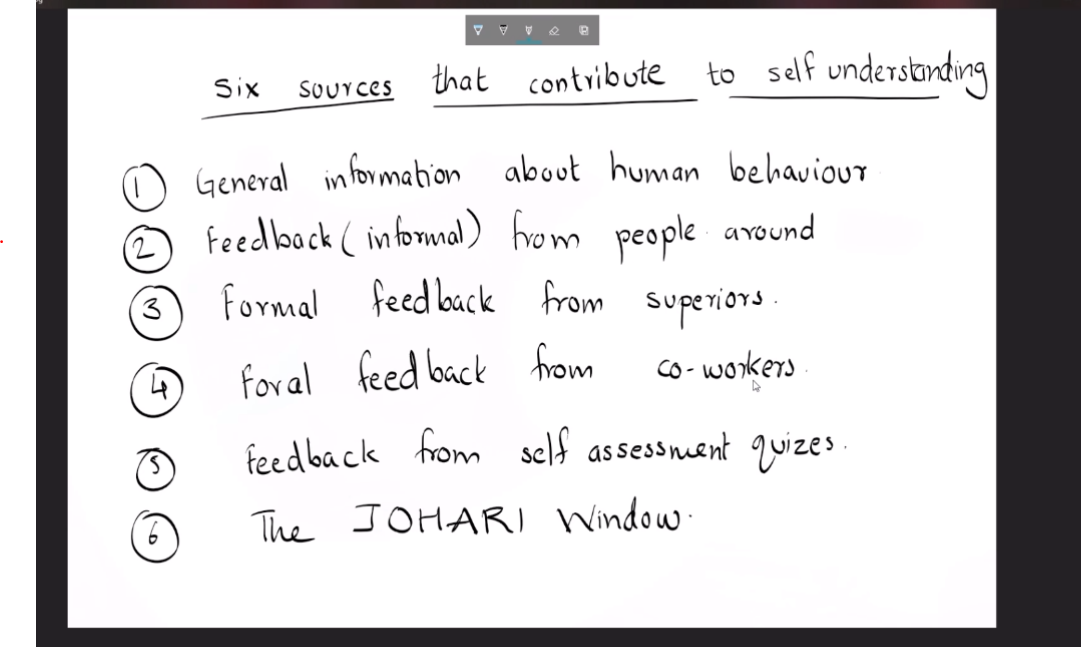 Six sources that contribute to self understanding
1 General information about human behaviour
2 Feedback (informal) from people around
3 Formal feedback from superiors.
4 Foral feedback from co-workers.
5 Feedback from self assessment quizes.
6 The JOHARI Window.